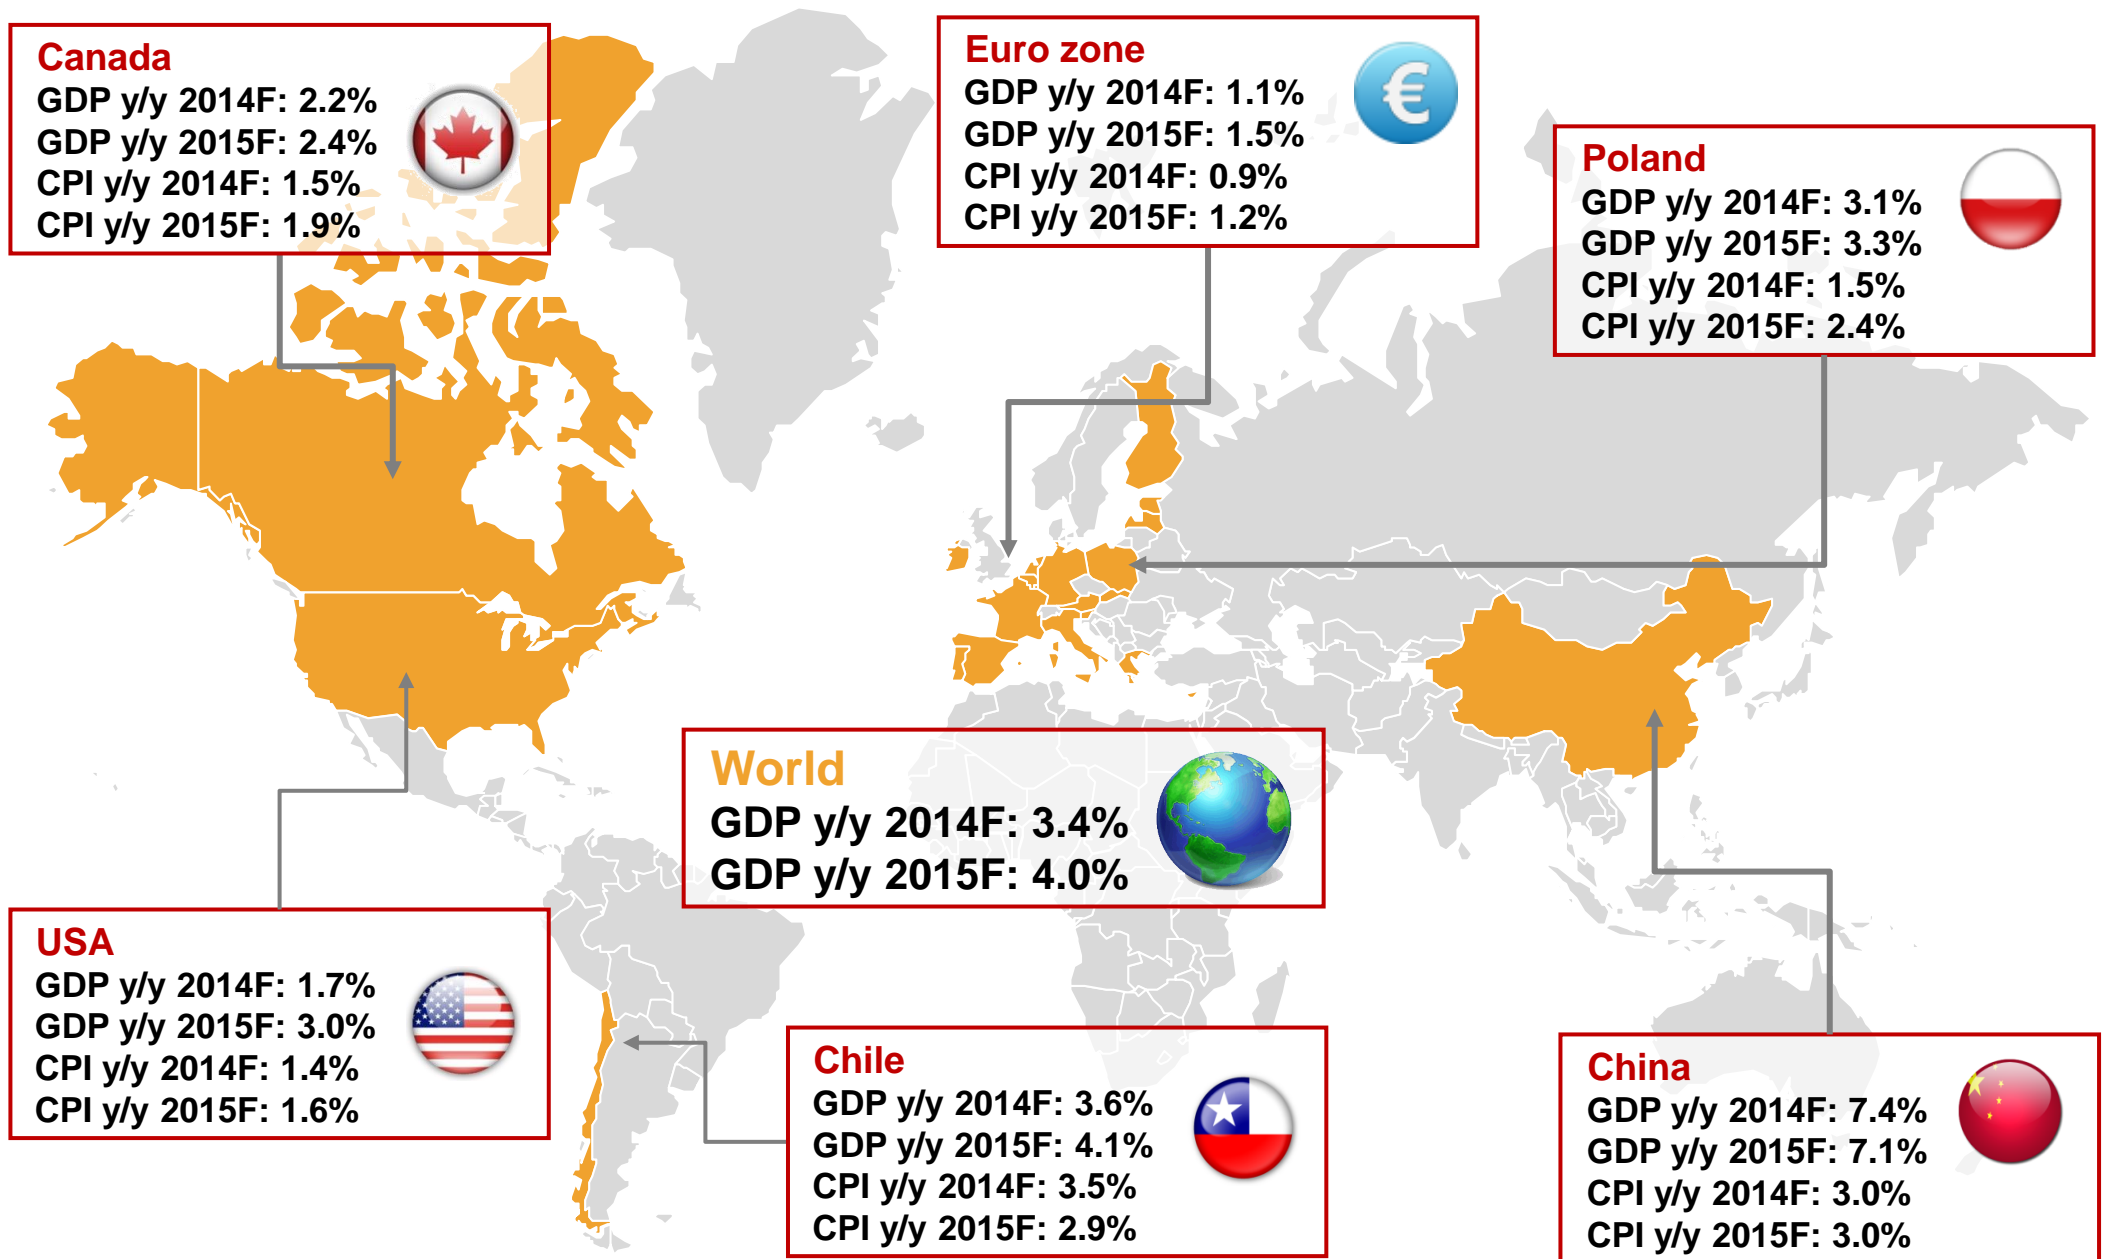 Canada
GDP y/y 2014F: 2.2%
GDP y/y 2015F: 2.4%
CPI y/y 2014F: 1.5%
CPI y/y 2015F: 1.9%
Euro zone
GDP y/y 2014F: 1.1%
GDP y/y 2015F: 1.5%
CPI y/y 2014F: 0.9%
CPI y/y 2015F: 1.2%
€
Poland
GDP y/y 2014F: 3.1%
GDP y/y 2015F: 3.3%
CPI y/y 2014F: 1.5%
CPI y/y 2015F: 2.4%
World
GDP y/y 2014F: 3.4%
GDP y/y 2015F: 4.0%
USA
GDP y/y 2014F: 1.7%
GDP y/y 2015F: 3.0%
CPI y/y 2014F: 1.4%
CPI y/y 2015F: 1.6%
Chile
GDP y/y 2014F: 3.6%
GDP y/y 2015F: 4.1%
CPI y/y 2014F: 3.5%
CPI y/y 2015F: 2.9%
China
GDP y/y 2014F: 7.4%
GDP y/y 2015F: 7.1%
CPI y/y 2014F: 3.0%
CPI y/y 2015F: 3.0%